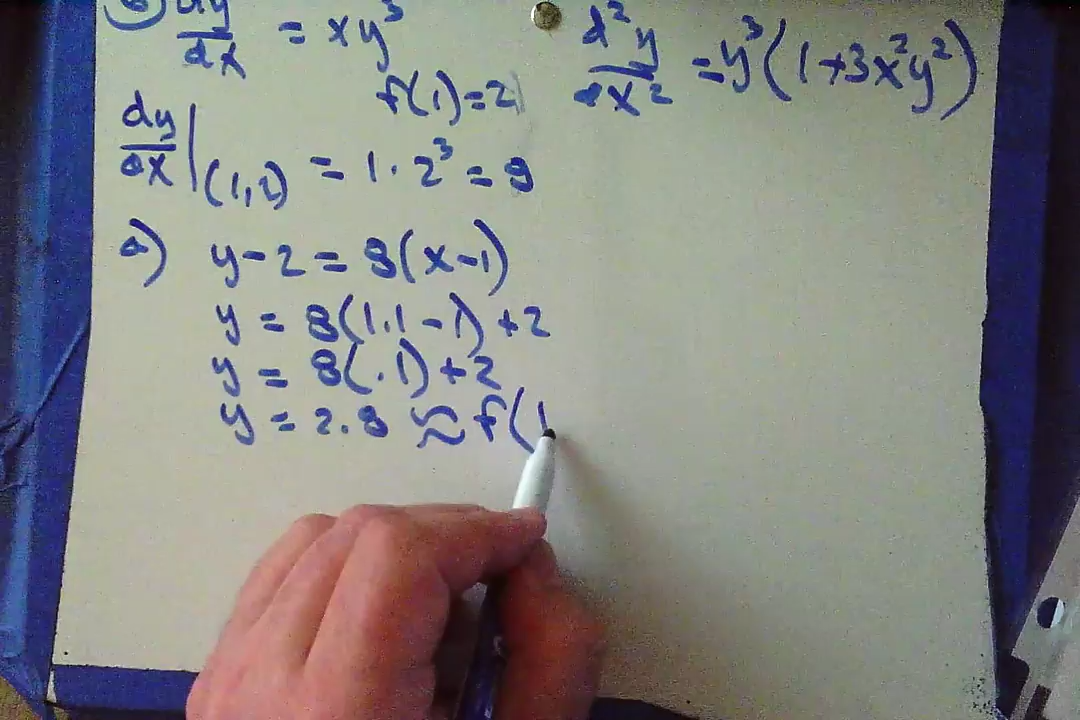 6) dy/dx = xy³
d²y/dx² = y³(1+3x²y²)
f(1)=2
dy/dx|(1,2) = 1·2³ = 8
a) y-2 = 8(x-1)
y = 8(1.1-1)+2
y = 8(.1)+2
y = 2.8 ≈ f(1